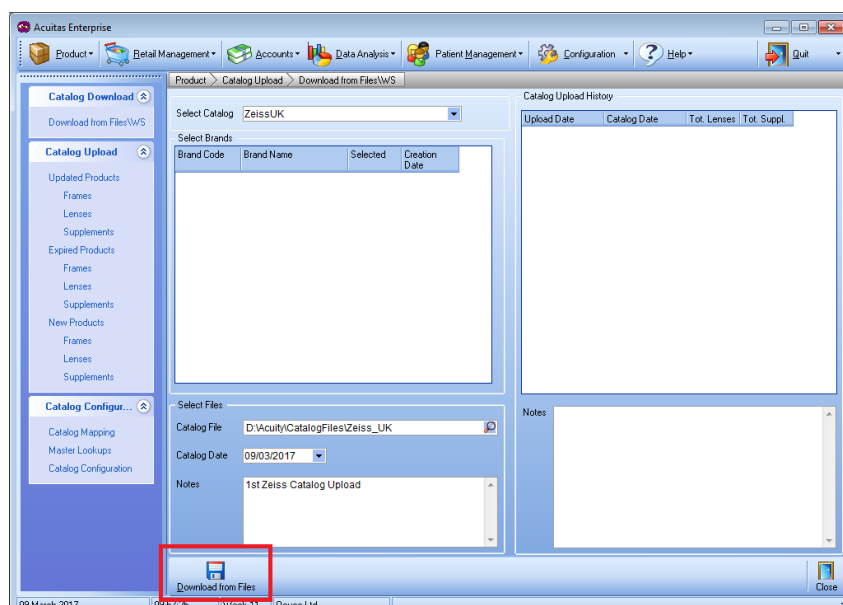 Acuitas Enterprise
Product Retail Management Accounts Data Analysis Patient Management Configuration Help Quit
Product Catalog Upload Download from Files\WS
Catalog Download
Download from Files\WS
Catalog Upload
Updated Products
Frames
Lenses
Supplements
Expired Products
Frames
Lenses
Supplements
New Products
Frames
Lenses
Supplements
Catalog Configur...
Catalog Mapping
Master Lookups
Catalog Configuration
Select Catalog ZeissUK
Select Brands
Brand Code Brand Name Selected Creation Date
Select Files
Catalog File D:\Acuity\CatalogFiles\Zeiss_UK
Catalog Date 09/03/2017
Notes 1st Zeiss Catalog Upload
Download from Files
Catalog Upload History
Upload Date Catalog Date Tot. Lenses Tot. Suppl.
Notes
Close
09 March 2017